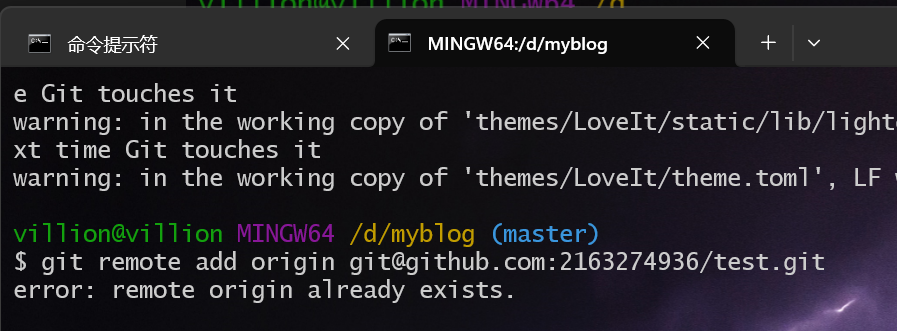 命令提示符
MINGW64:/d/myblog
e Git touches it
warning: in the working copy of 'themes/LoveIt/static/lib/light
xt time Git touches it
warning: in the working copy of 'themes/LoveIt/theme.toml', LF
villion@villion MINGW64 /d/myblog (master)
$ git remote add origin git@github.com:2163274936/test.git
error: remote origin already exists.